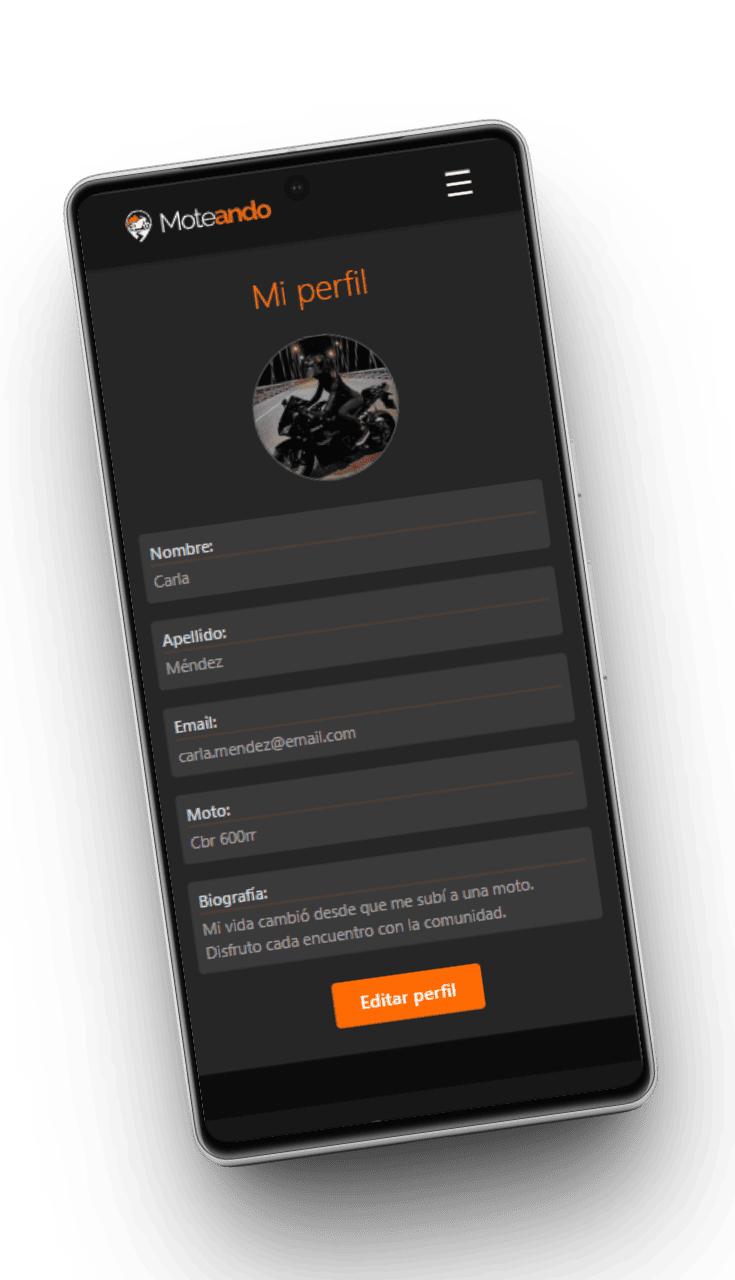 Moteando
Mi perfil
Nombre:
Carla
Apellido:
Méndez
Email:
carla.mendez@email.com
Moto:
Cbr 600rr
Biografía:
Mi vida cambió desde que me subí a una moto.
Disfruto cada encuentro con la comunidad.
Editar perfil